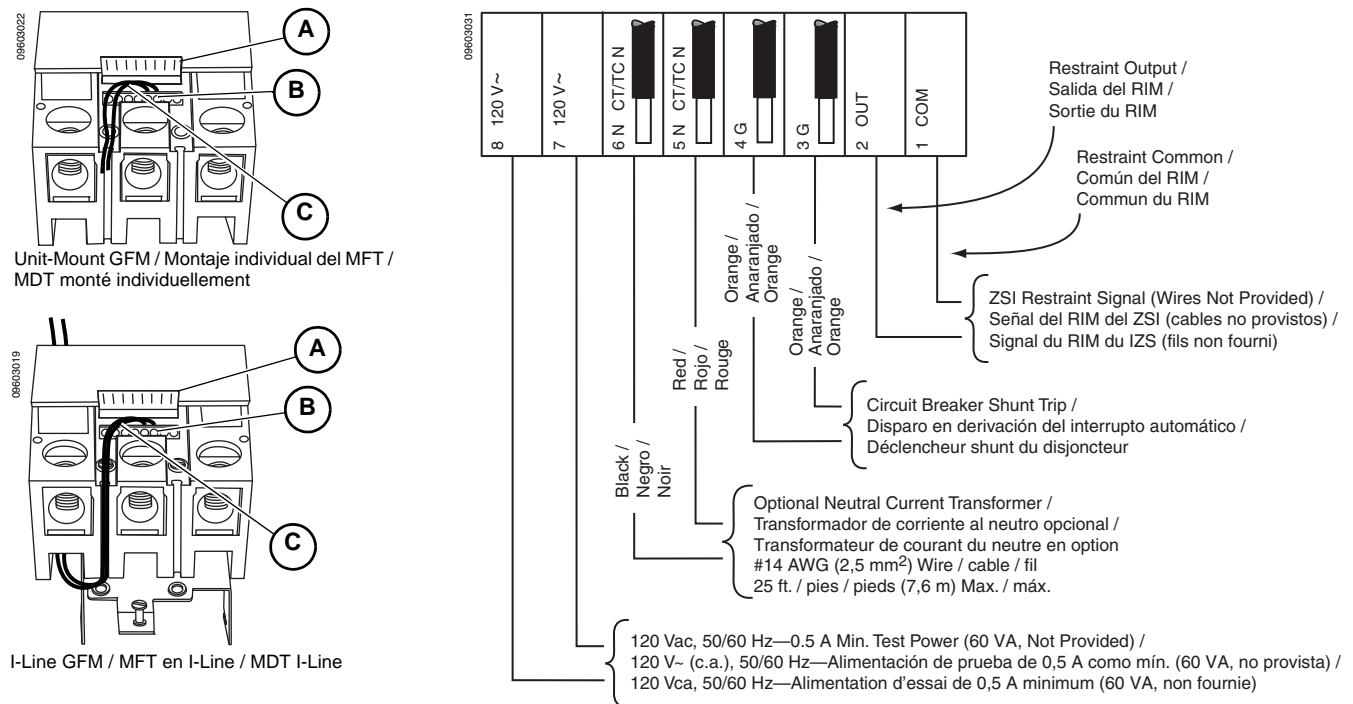 09603022
A
B
C
Unit-Mount GFM / Montaje individual del MFT /
MDT monté individuellement
09603019
A
B
C
I-Line GFM / MFT en I-Line / MDT I-Line
09603031
8 120 V~
7 120 V~
6 N CT/TC N
5 N CT/TC N
4 G
3 G
2 OUT
1 COM
Restraint Output /
Salida del RIM /
Sortie du RIM
Restraint Common /
Común del RIM /
Commun du RIM
Black /
Negro /
Noir
Red /
Rojo /
Rouge
Orange /
Anaranjado /
Orange
Orange /
Anaranjado /
Orange
ZSI Restraint Signal (Wires Not Provided) /
Señal del RIM del ZSI (cables no provistos) /
Signal du RIM du IZS (fils non fourni)
Circuit Breaker Shunt Trip /
Disparo en derivación del interrupto automático /
Déclencheur shunt du disjoncteur
Optional Neutral Current Transformer /
Transformador de corriente al neutro opcional /
Transformateur de courant du neutre en option
#14 AWG (2,5 mm²) Wire / cable / fil
25 ft. / pies / pieds (7,6 m) Max. / máx.
120 Vac, 50/60 Hz—0.5 A Min. Test Power (60 VA, Not Provided) /
120 V~ (c.a.), 50/60 Hz—Alimentación de prueba de 0,5 A como mín. (60 VA, no provista) /
120 Vca, 50/60 Hz—Alimentation d'essai de 0,5 A minimum (60 VA, non fournie)